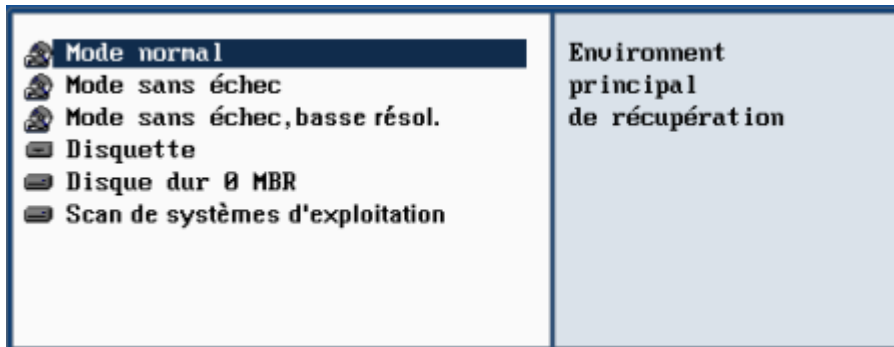 Mode normal
Mode sans échec
Mode sans échec,basse résol.
Disquette
Disque dur 0 MBR
Scan de systèmes d'exploitation
Environnent
principal
de récupération